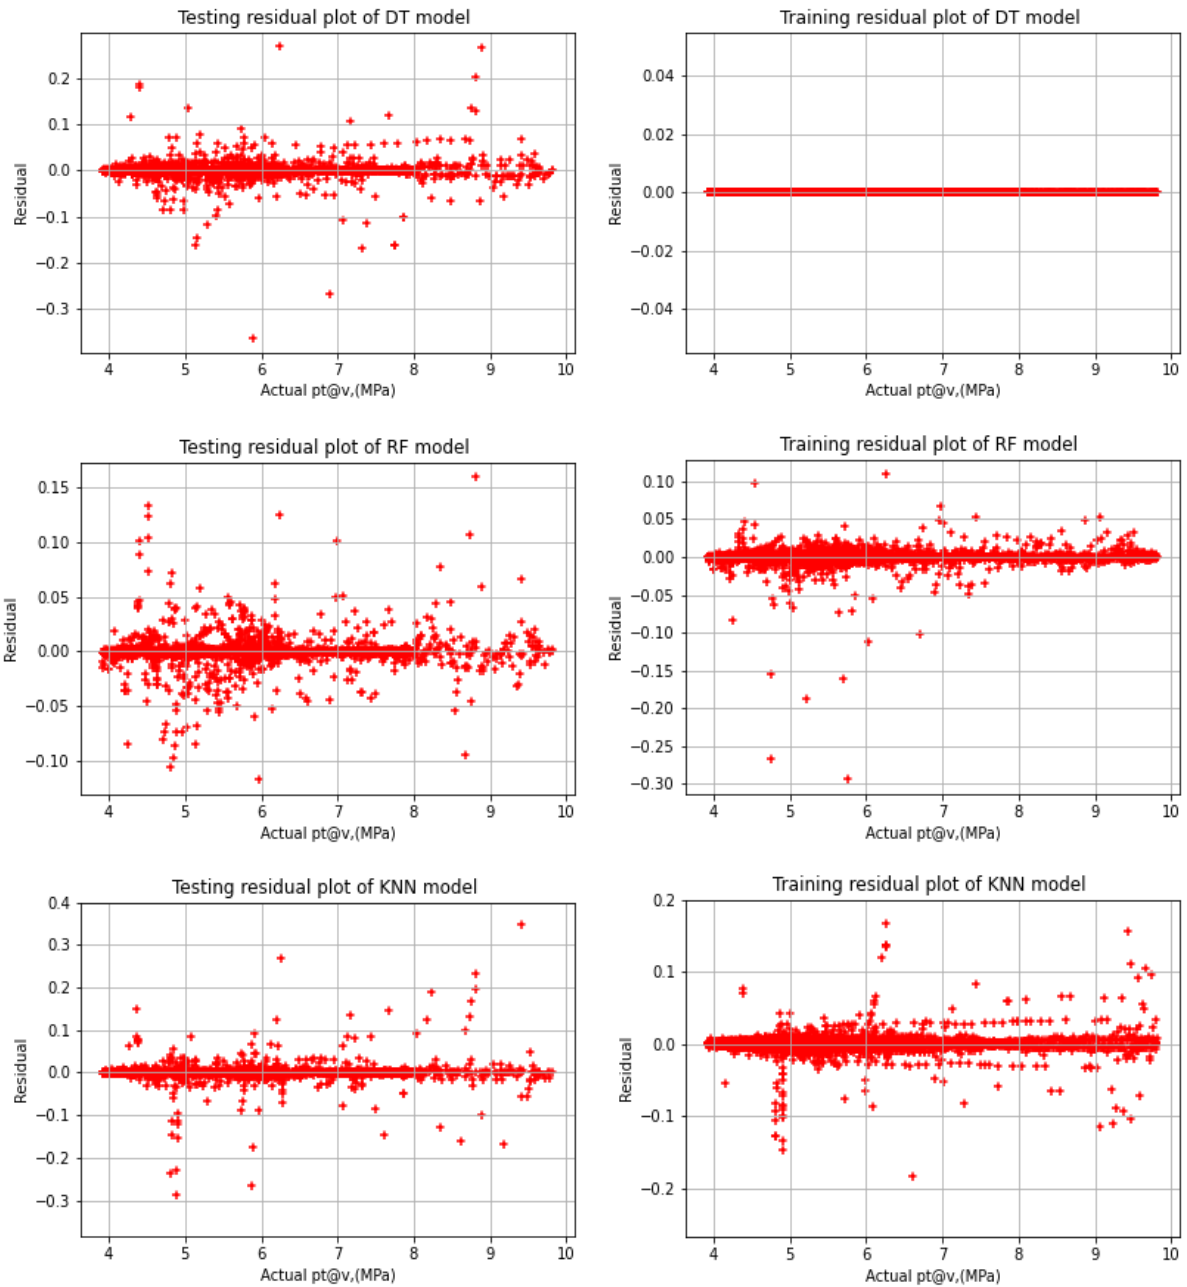 Testing residual plot of DT model
Residual
0.2
0.1
0.0
−0.1
−0.2
−0.3
4 5 6 7 8 9 10
Actual pt@v,(MPa)
Training residual plot of DT model
Residual
0.04
0.02
0.00
−0.02
−0.04
4 5 6 7 8 9 10
Actual pt@v,(MPa)
Testing residual plot of RF model
Residual
0.15
0.10
0.05
0.00
−0.05
−0.10
4 5 6 7 8 9 10
Actual pt@v,(MPa)
Training residual plot of RF model
Residual
0.10
0.05
0.00
−0.05
−0.10
−0.15
−0.20
−0.25
−0.30
4 5 6 7 8 9 10
Actual pt@v,(MPa)
Testing residual plot of KNN model
Residual
0.4
0.3
0.2
0.1
0.0
−0.1
−0.2
−0.3
4 5 6 7 8 9 10
Actual pt@v,(MPa)
Training residual plot of KNN model
Residual
0.2
0.1
0.0
−0.1
−0.2
4 5 6 7 8 9 10
Actual pt@v,(MPa)